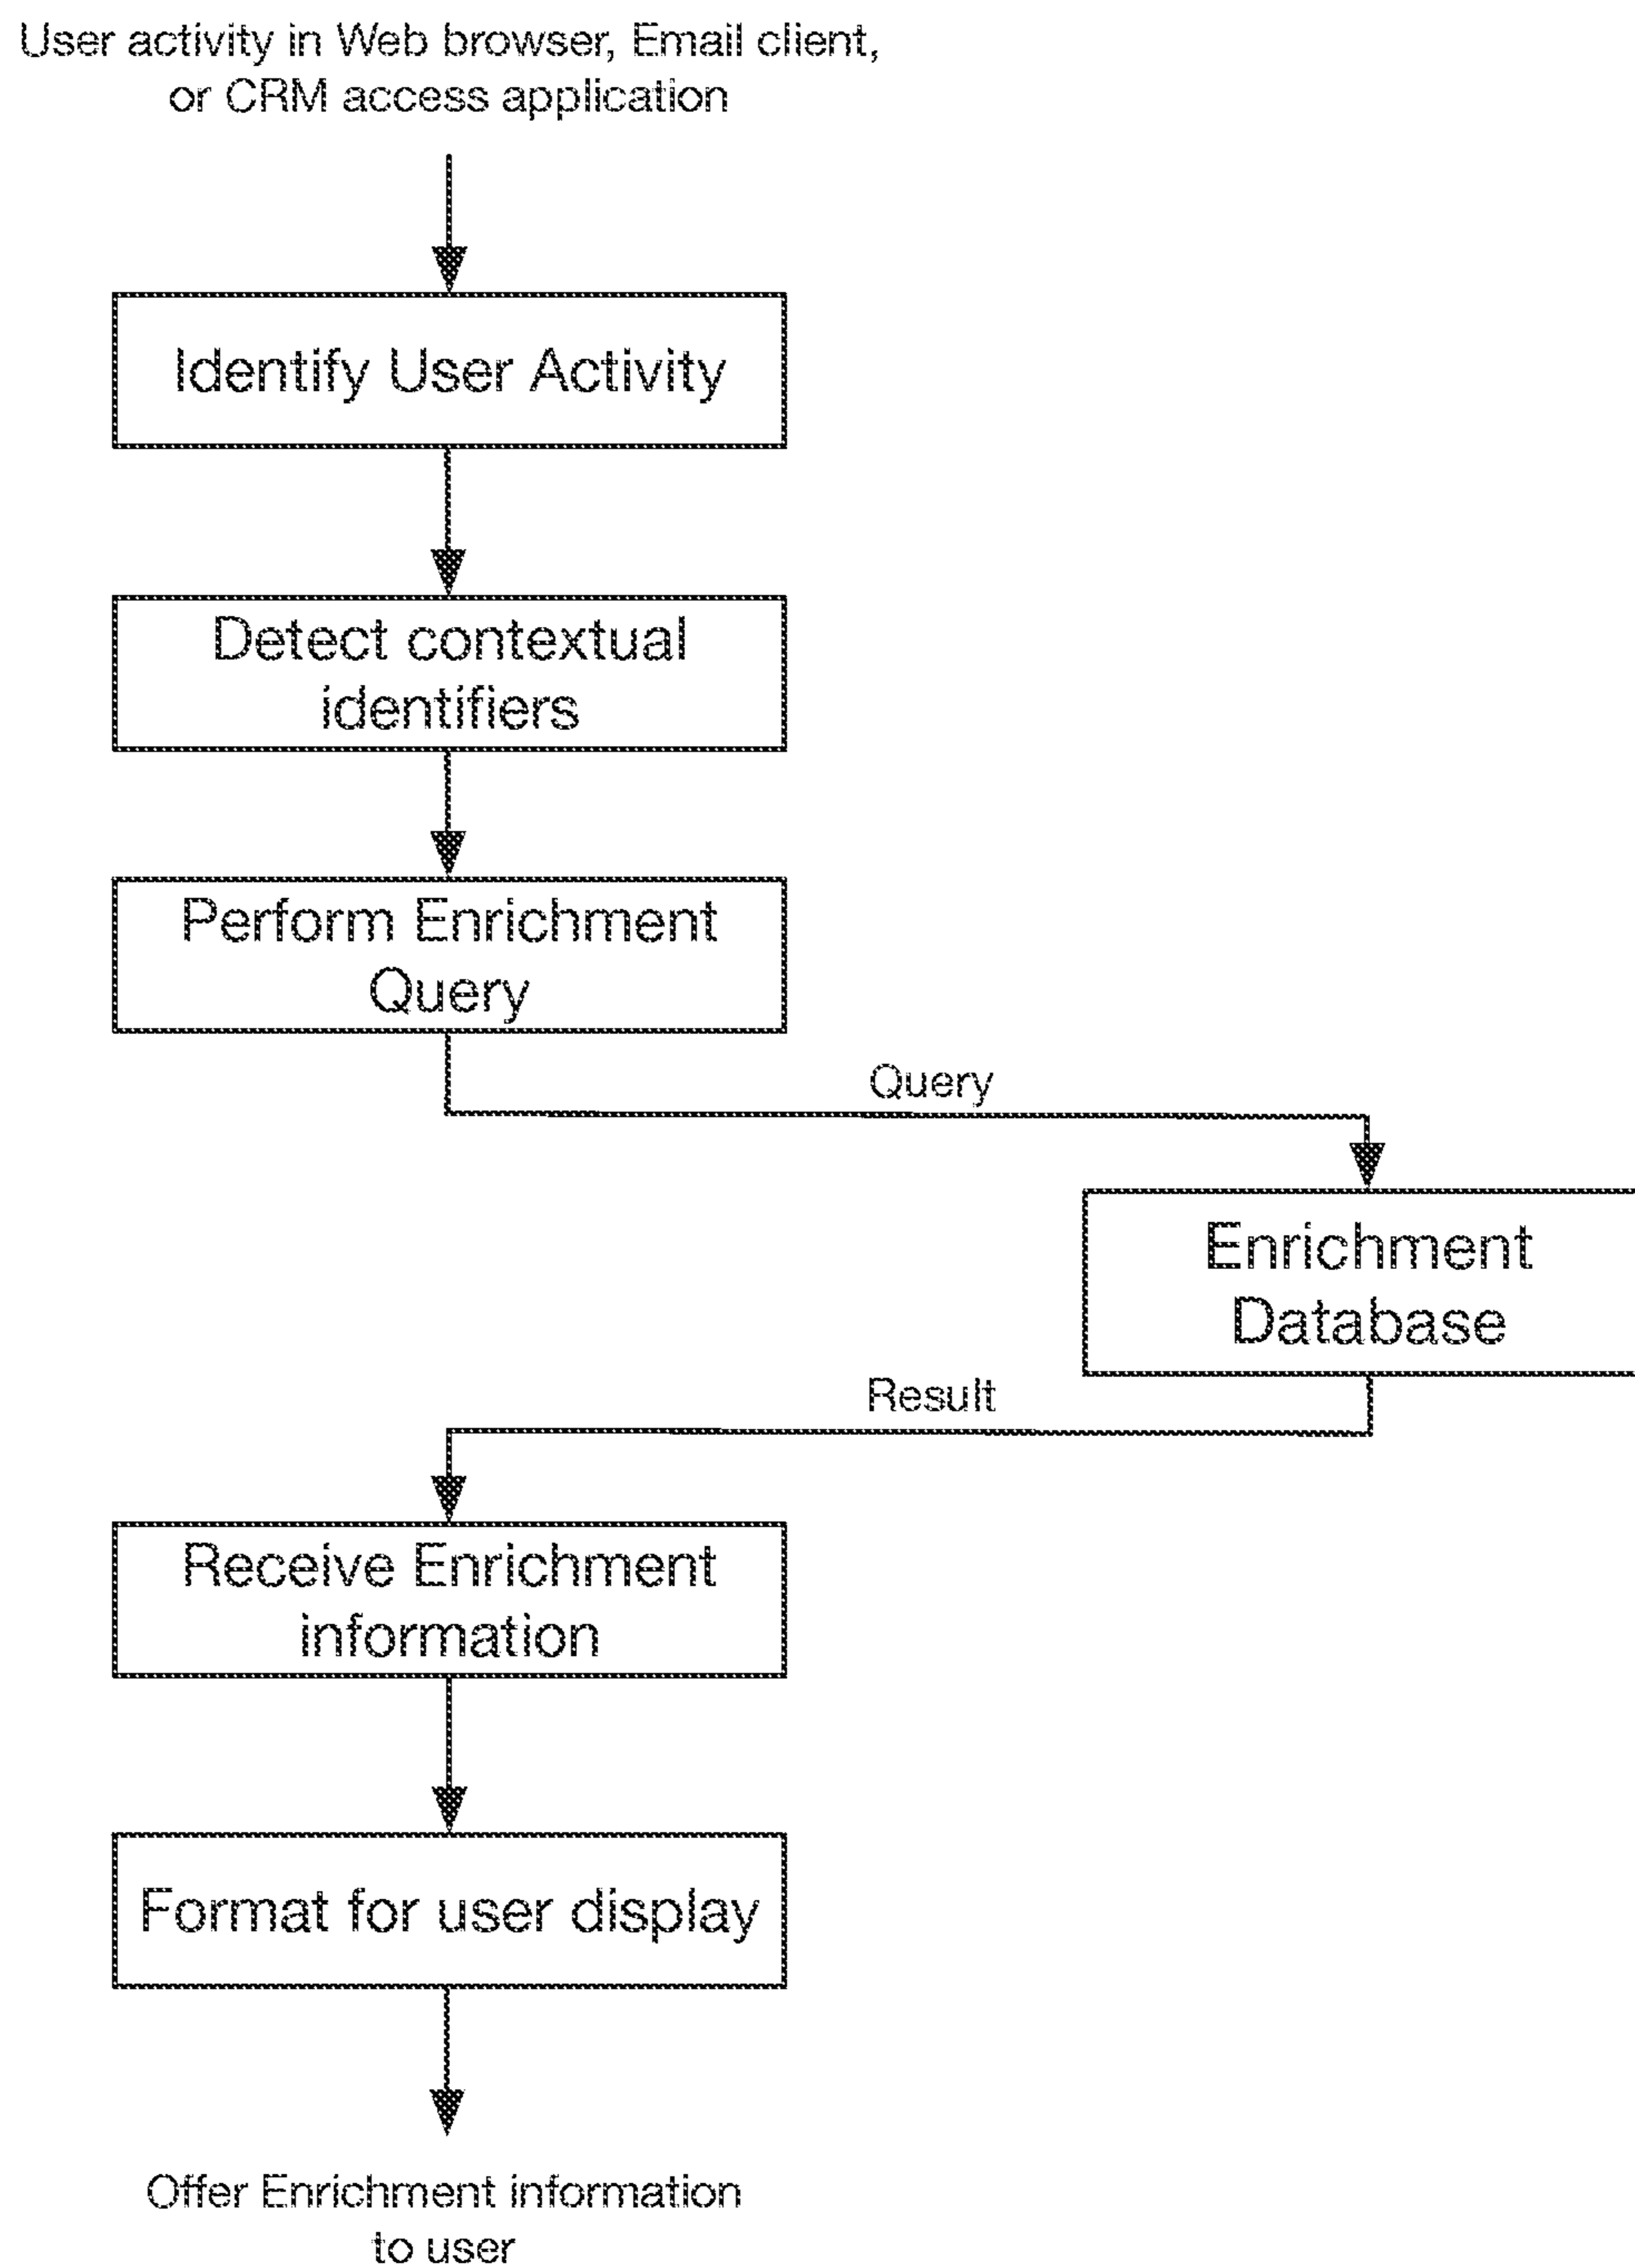 User activity in Web browser, Email client,
or CRM access application
Identify User Activity
Detect contextual
identifiers
Perform Enrichment
Query
Query
Enrichment
Database
Result
Receive Enrichment
information
Format for user display
Offer Enrichment information
to user